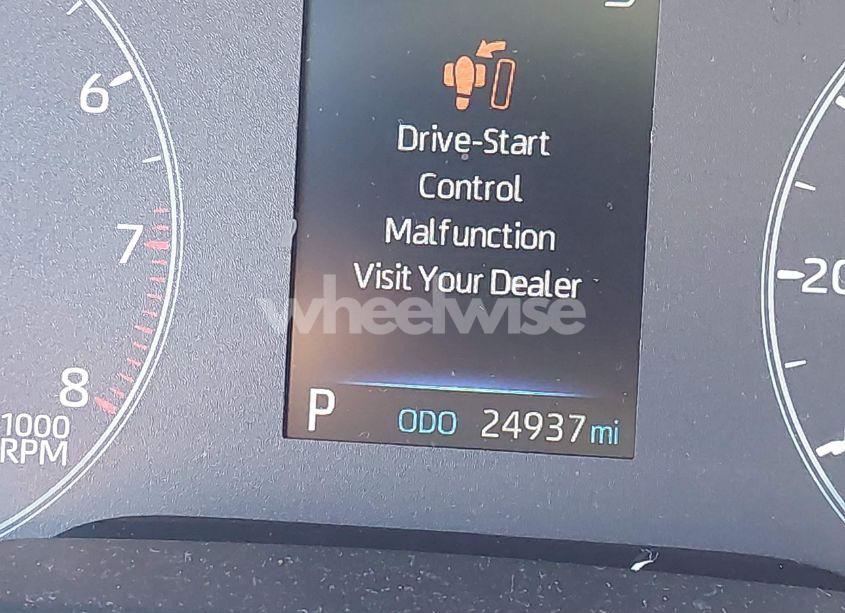 6
7
8
1000
RPM
Drive-Start
Control
Malfunction
Visit Your Dealer
wheelwise
P ODO 24937 mi
20